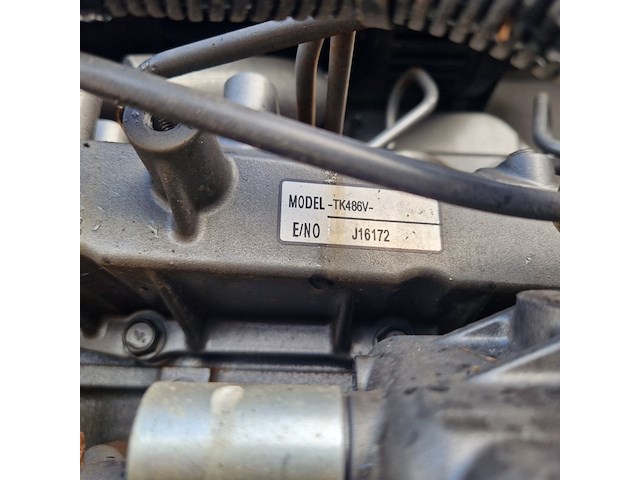 MODEL -TK486V-
E/NO J16172